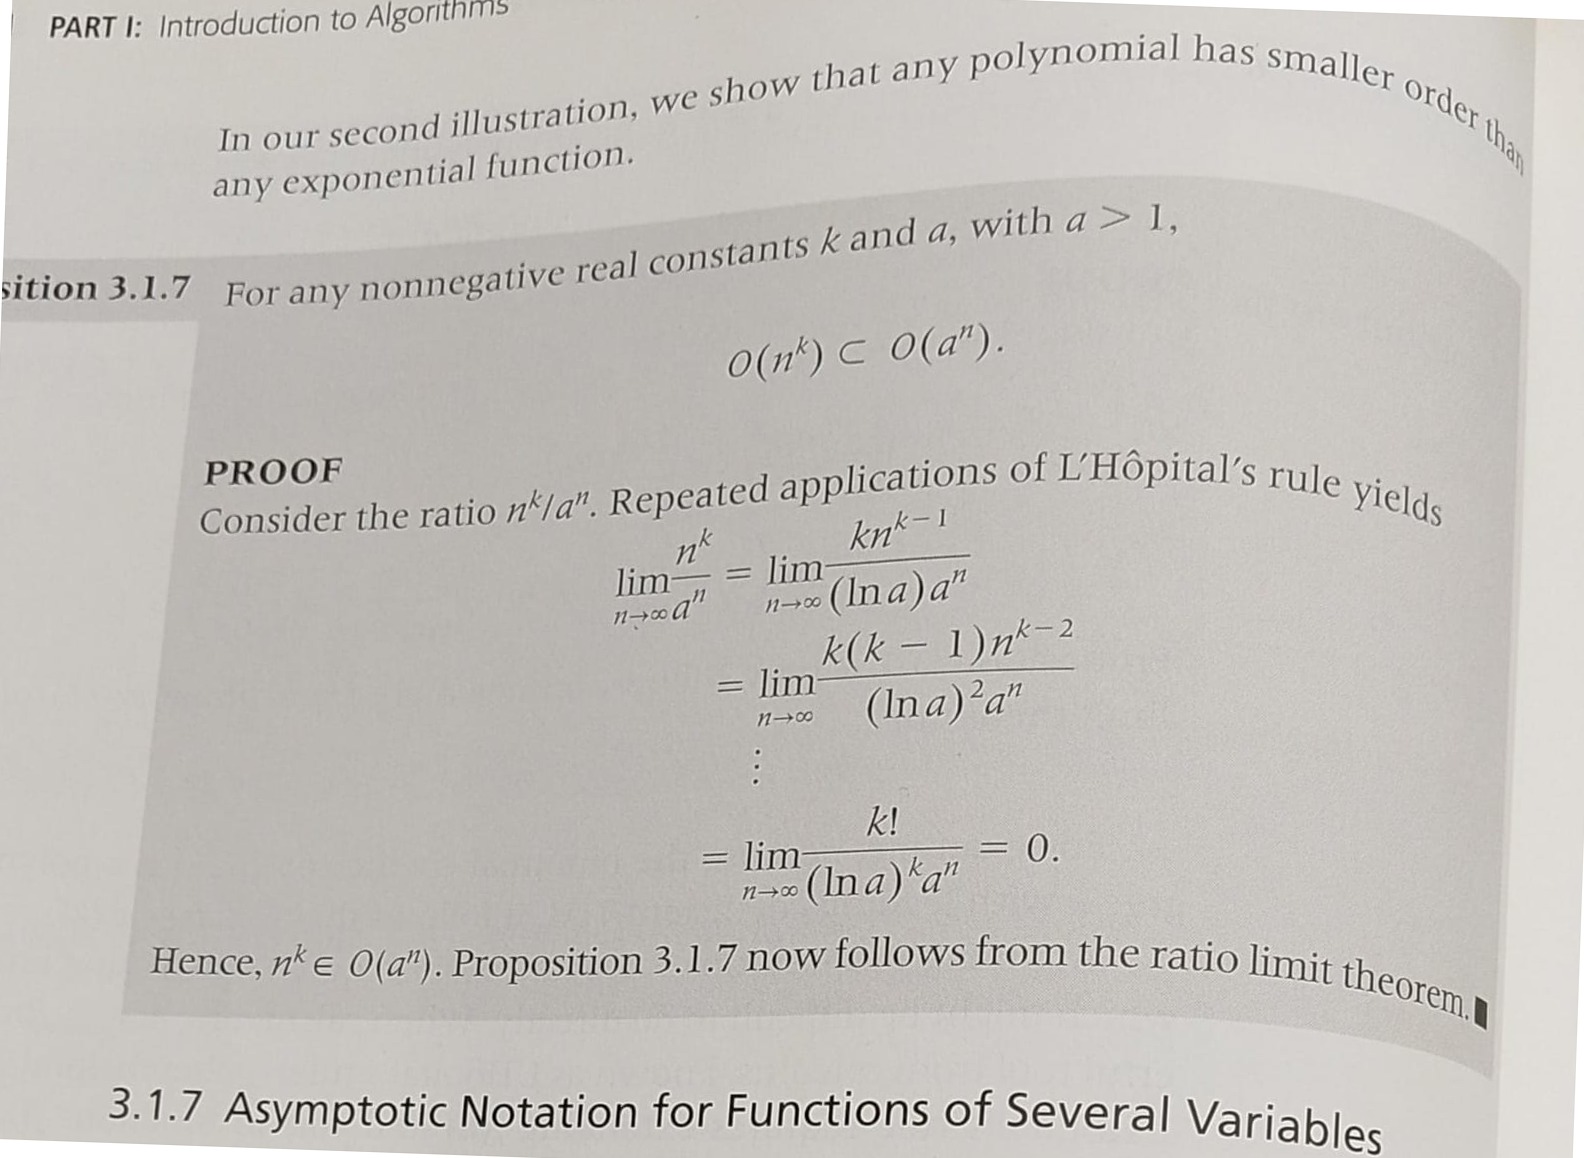 PART I: Introduction to Algorithms
In our second illustration, we show that any polynomial has smaller order than
any exponential function.
sition 3.1.7 For any nonnegative real constants k and a, with a > 1,
O(n^k) ⊂ O(a^n).
PROOF
Consider the ratio n^k/a^n. Repeated applications of L'Hôpital's rule yields
lim_{n→∞} n^k / a^n = lim_{n→∞} kn^{k−1} / (ln a)a^n
= lim_{n→∞} k(k − 1)n^{k−2} / (ln a)^2 a^n
⋮
= lim_{n→∞} k! / (ln a)^k a^n = 0.
Hence, n^k ∈ O(a^n). Proposition 3.1.7 now follows from the ratio limit theorem. ▮
3.1.7 Asymptotic Notation for Functions of Several Variables